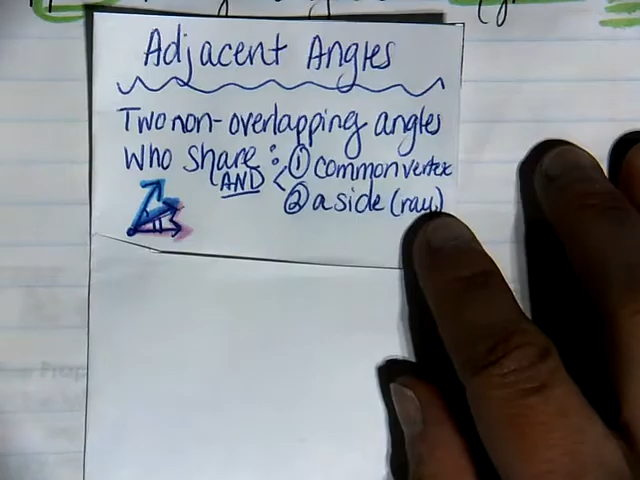 Adjacent Angles
Two non-overlapping angles
who share: ① common vertex
AND
② a side (ray)